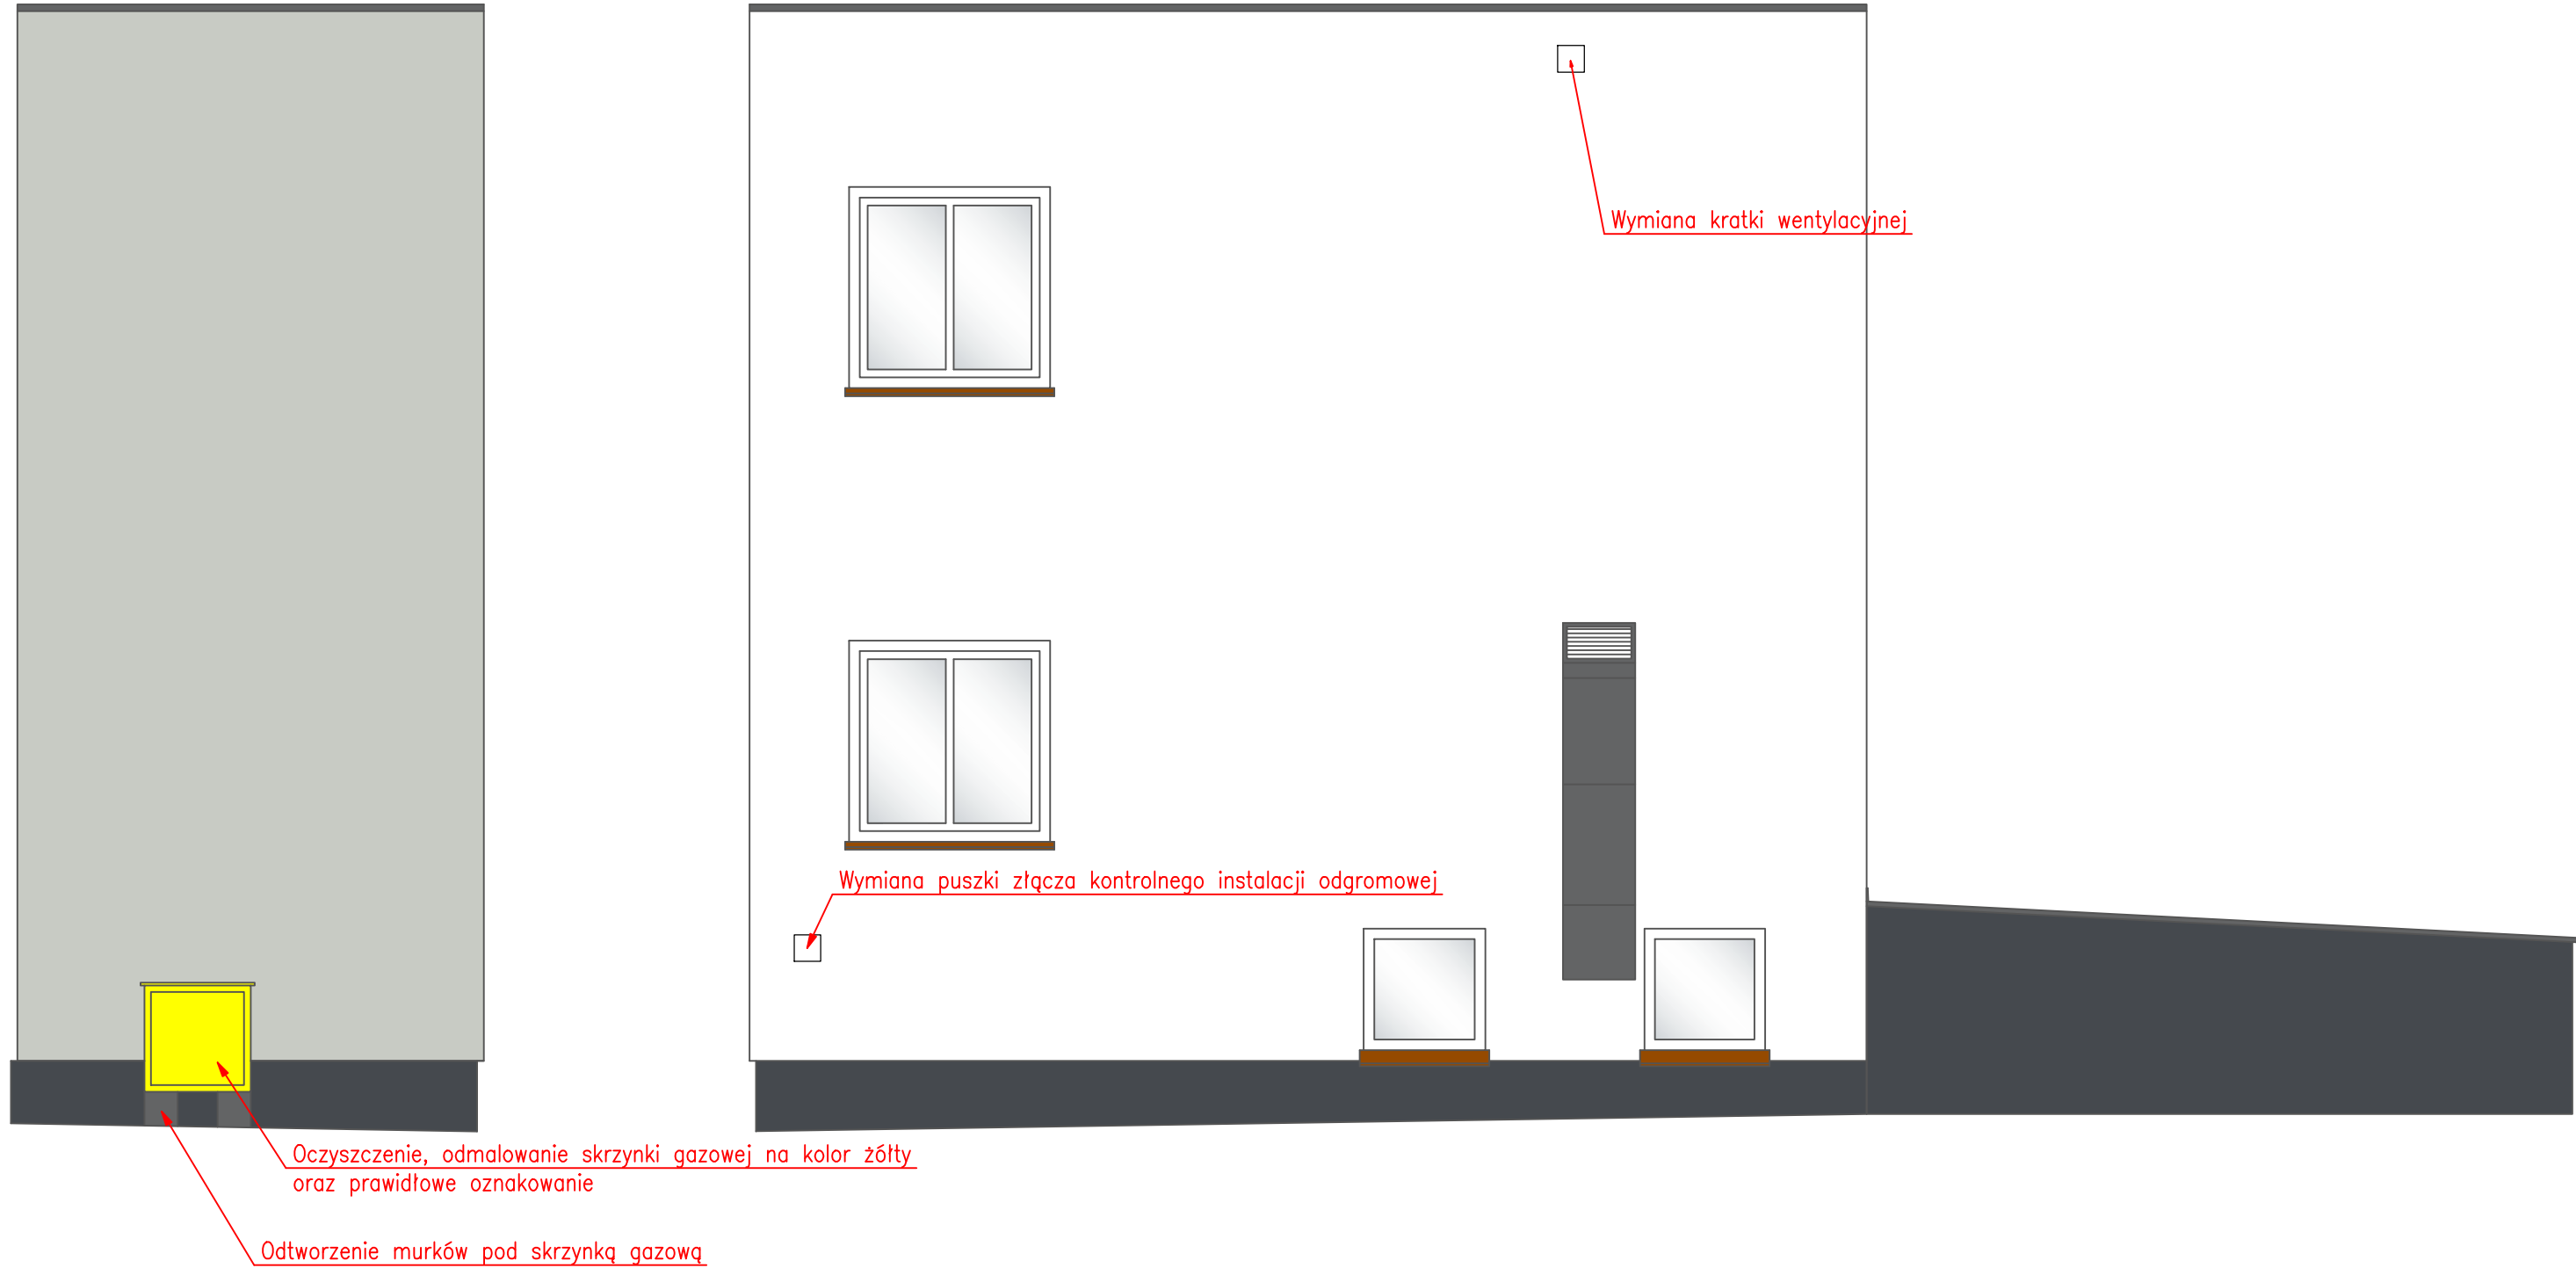 Wymiana kratki wentylacyjnej
Wymiana puszki złącza kontrolnego instalacji odgromowej
Oczyszczenie, odmalowanie skrzynki gazowej na kolor żółty
oraz prawidłowe oznakowanie
Odtworzenie murków pod skrzynką gazową